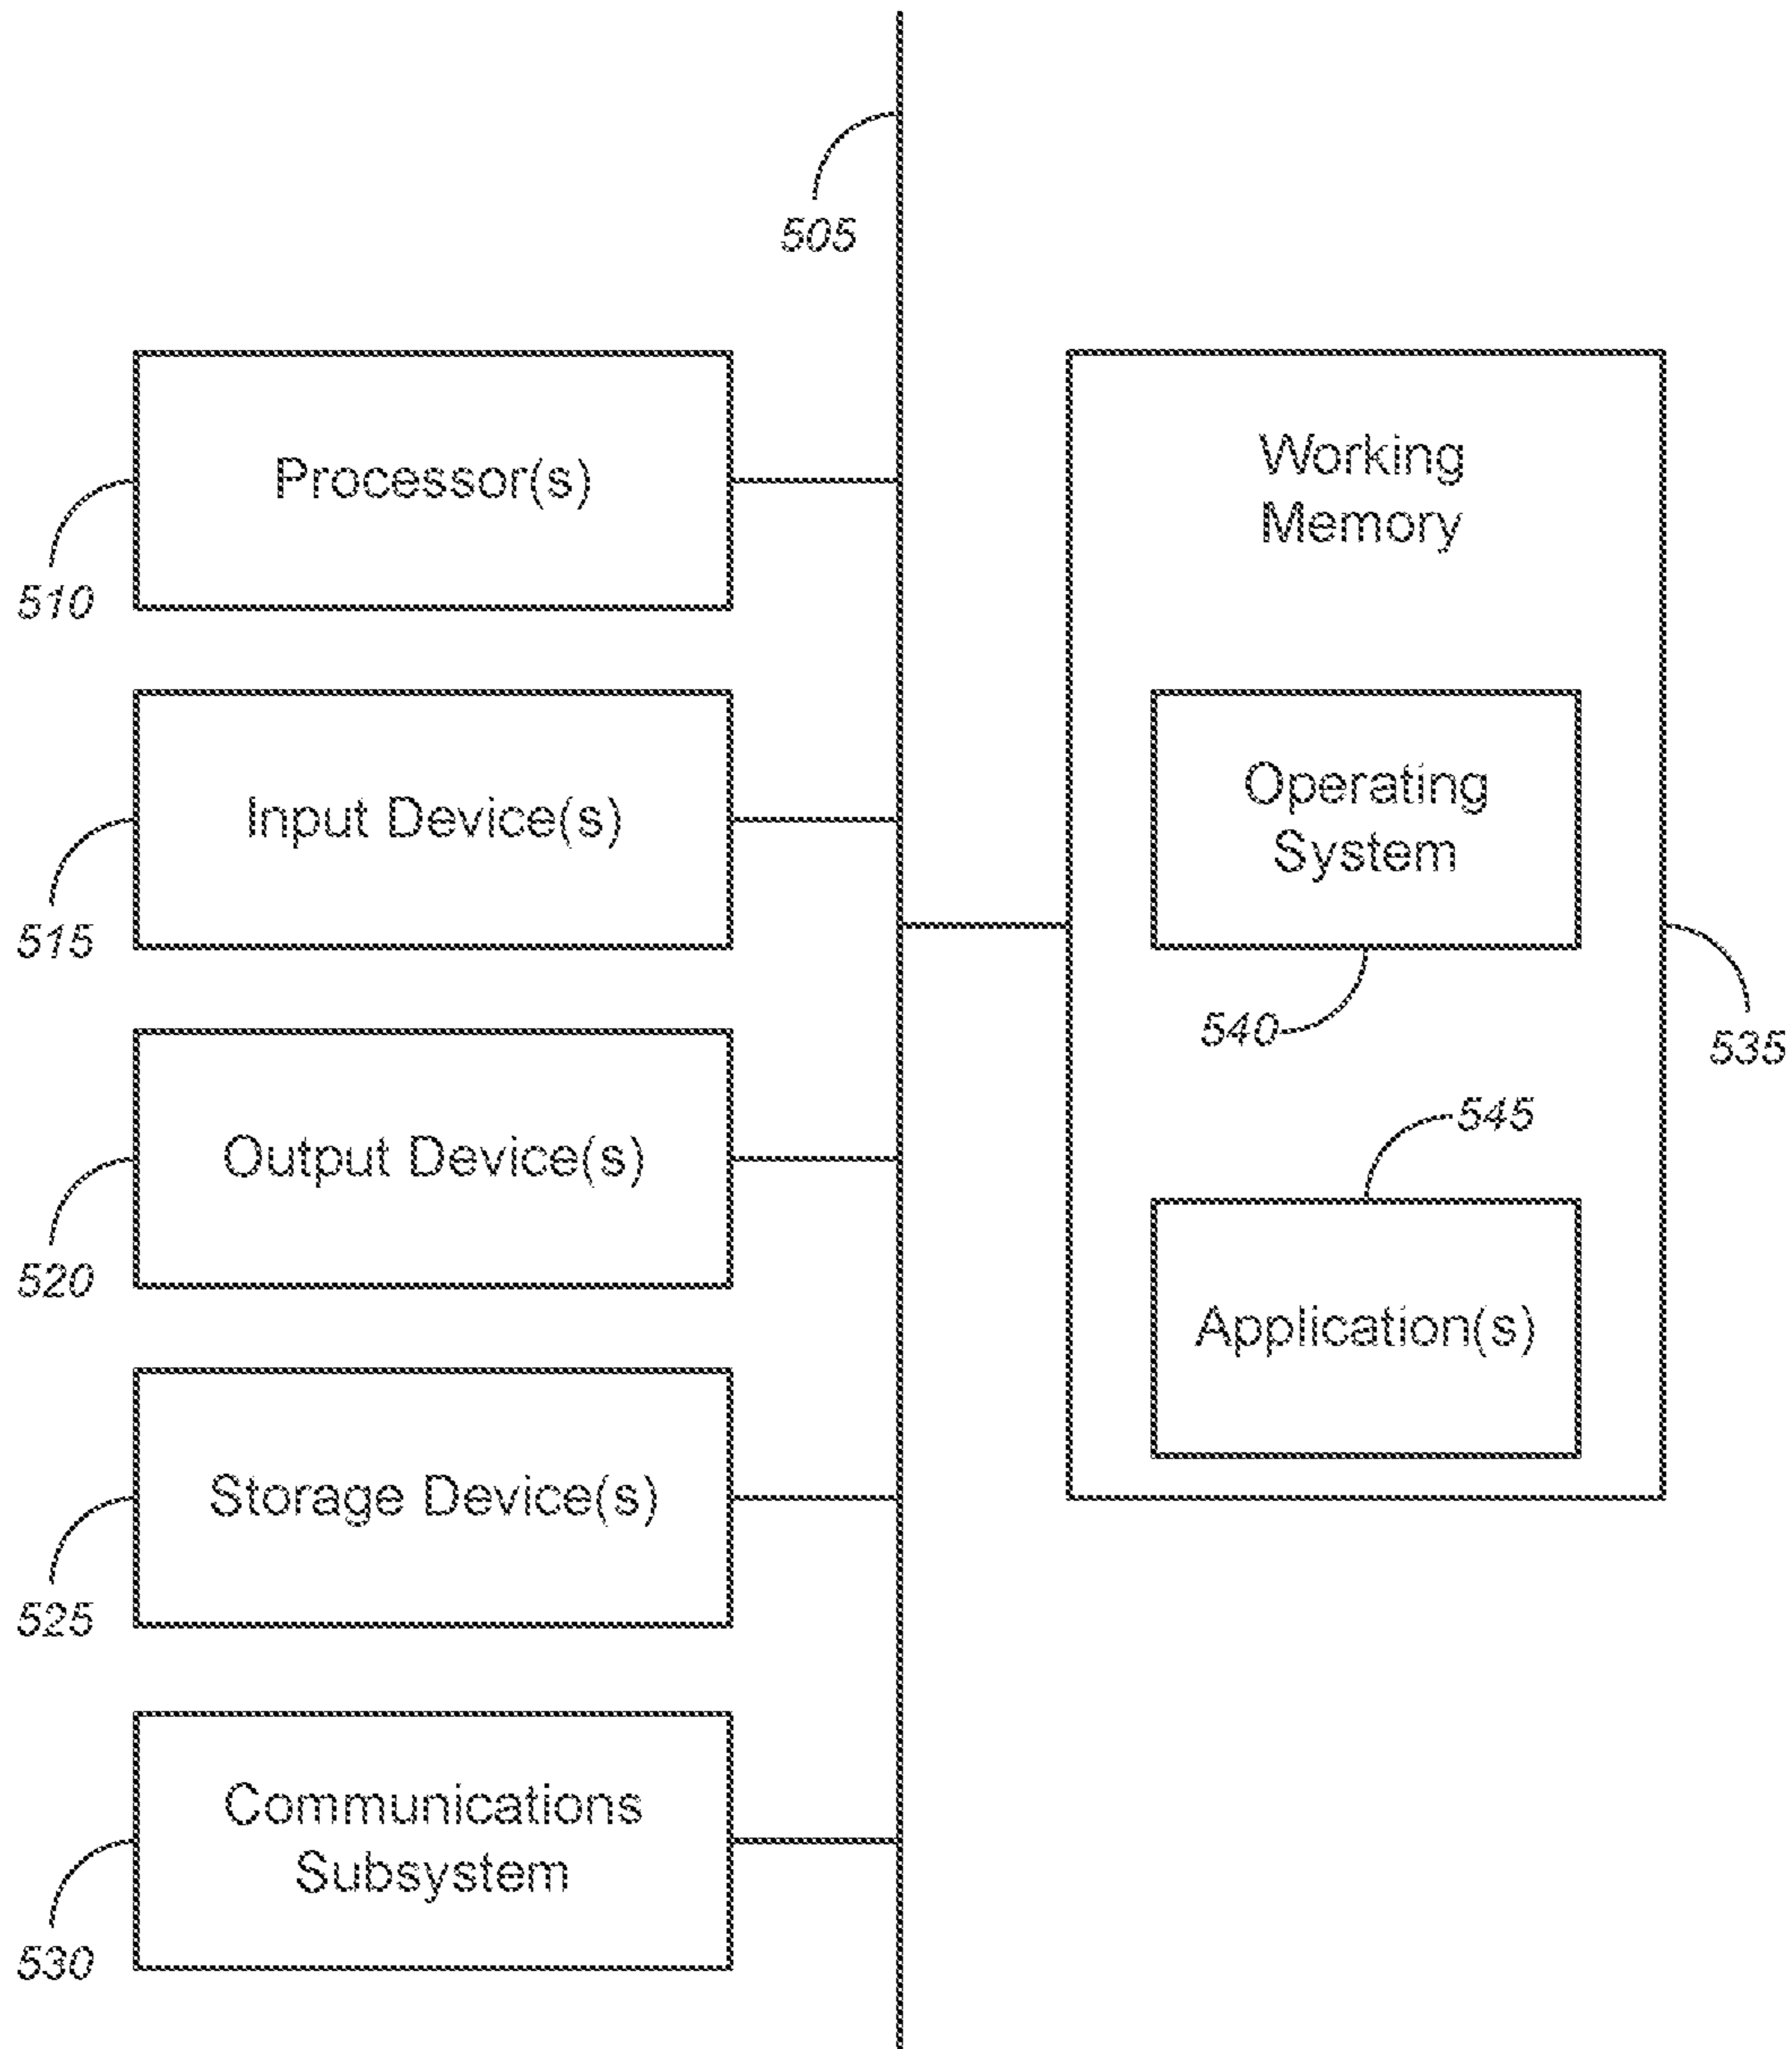 505
Processor(s)
510
Input Device(s)
515
Output Device(s)
520
Storage Device(s)
525
Communications
Subsystem
530
Working
Memory
Operating
System
540
535
545
Application(s)